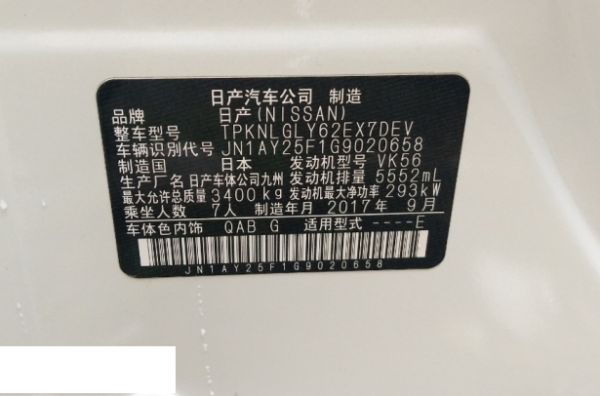 日产汽车公司 制造
品牌 日产(NISSAN)
整车型号 TPKNLGLY62EX7DEV
车辆识别代号 JN1AY25F1G9020658
制造国 日本 发动机型号 VK56
生产厂名 日产车体公司九州 发动机排量 5552mL
最大允许总质量 3400kg 发动机最大净功率 293kW
乘坐人数 7人 制造年月 2017年 9月
车体色内饰 QAB G 适用型式 ----E
JN1AY25F1G9020658